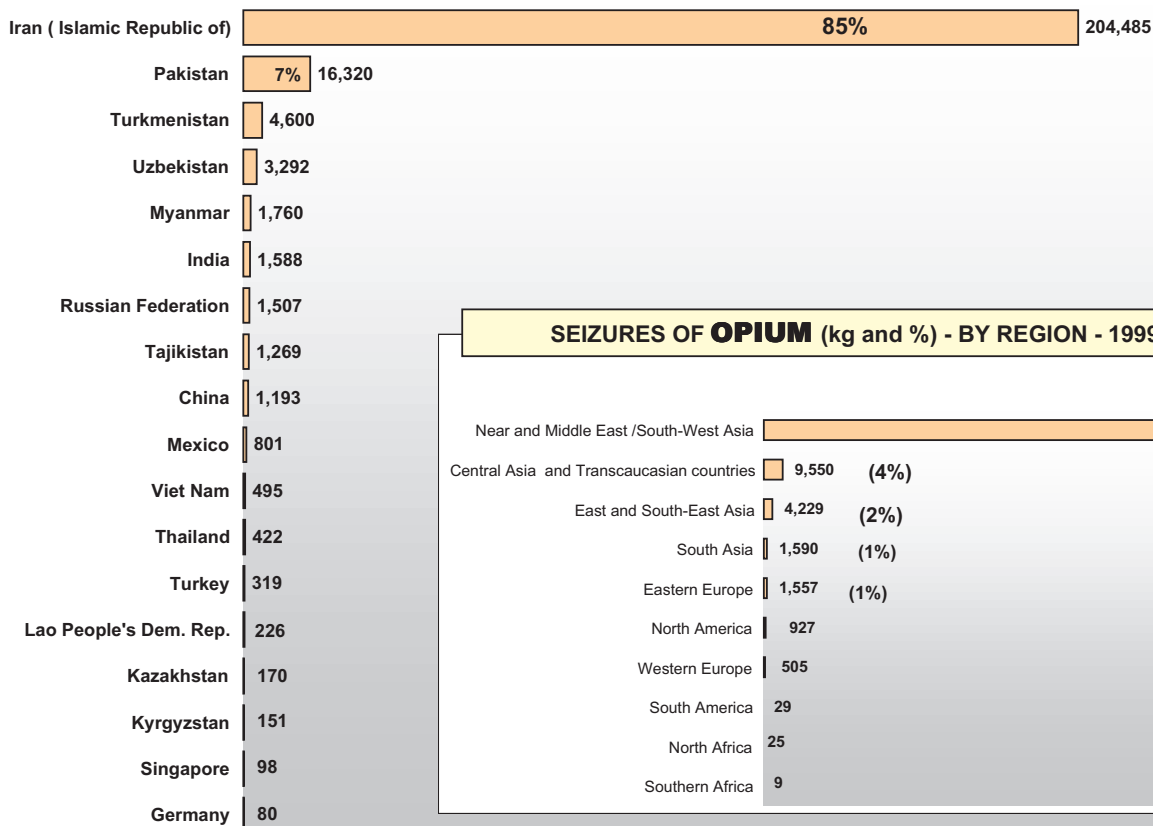 Iran ( Islamic Republic of) 85% 204,485
Pakistan 7% 16,320
Turkmenistan 4,600
Uzbekistan 3,292
Myanmar 1,760
India 1,588
Russian Federation 1,507
Tajikistan 1,269
China 1,193
Mexico 801
Viet Nam 495
Thailand 422
Turkey 319
Lao People's Dem. Rep. 226
Kazakhstan 170
Kyrgyzstan 151
Singapore 98
Germany 80
SEIZURES OF OPIUM (kg and %) - BY REGION - 1999
Near and Middle East /South-West Asia
Central Asia and Transcaucasian countries 9,550 (4%)
East and South-East Asia 4,229 (2%)
South Asia 1,590 (1%)
Eastern Europe 1,557 (1%)
North America 927
Western Europe 505
South America 29
North Africa 25
Southern Africa 9